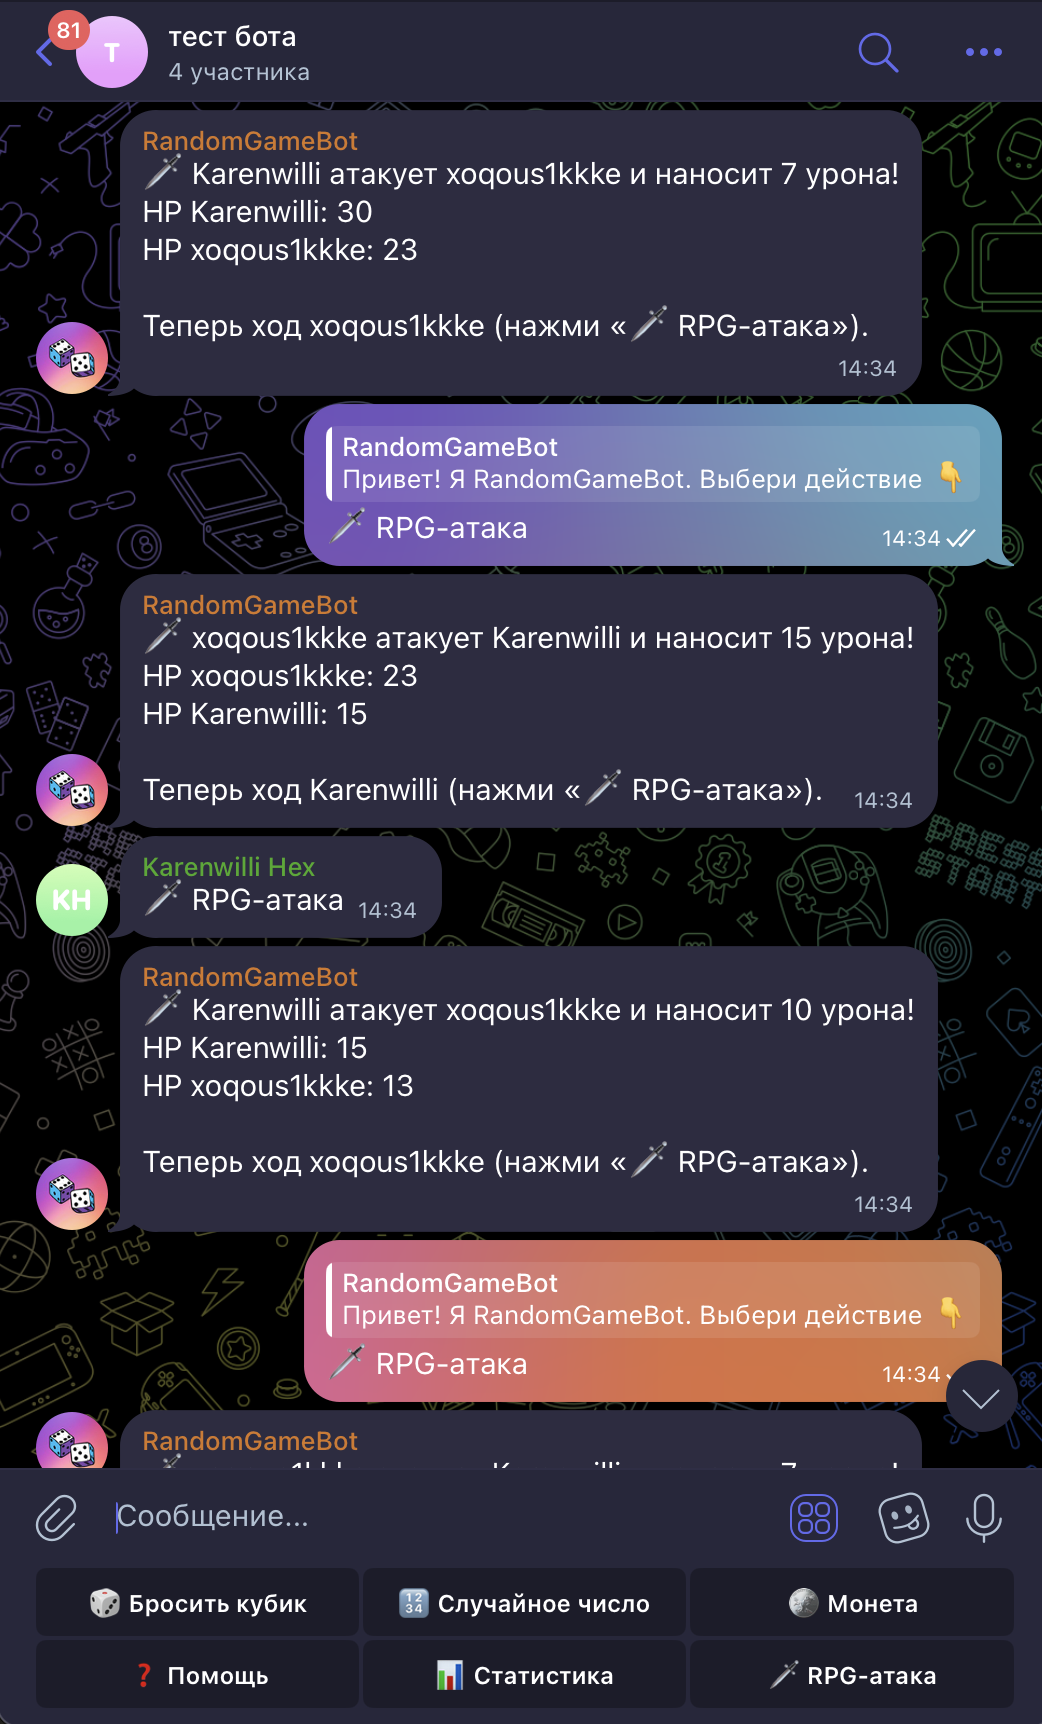 81
T
тест бота
4 участника
RandomGameBot
🗡 Karenwilli атакует xoqous1kkke и наносит 7 урона!
HP Karenwilli: 30
HP xoqous1kkke: 23
Теперь ход xoqous1kkke (нажми «🗡 RPG-атака»).
14:34
RandomGameBot
Привет! Я RandomGameBot. Выбери действие 👇
🗡 RPG-атака
14:34
RandomGameBot
🗡 xoqous1kkke атакует Karenwilli и наносит 15 урона!
HP xoqous1kkke: 23
HP Karenwilli: 15
Теперь ход Karenwilli (нажми «🗡 RPG-атака»).
14:34
KH
Karenwilli Hex
🗡 RPG-атака
14:34
RandomGameBot
🗡 Karenwilli атакует xoqous1kkke и наносит 10 урона!
HP Karenwilli: 15
HP xoqous1kkke: 13
Теперь ход xoqous1kkke (нажми «🗡 RPG-атака»).
14:34
RandomGameBot
Привет! Я RandomGameBot. Выбери действие 👇
🗡 RPG-атака
14:34
RandomGameBot
Сообщение...
🎲 Бросить кубик
🔢 Случайное число
🪙 Монета
❓ Помощь
📊 Статистика
🗡 RPG-атака